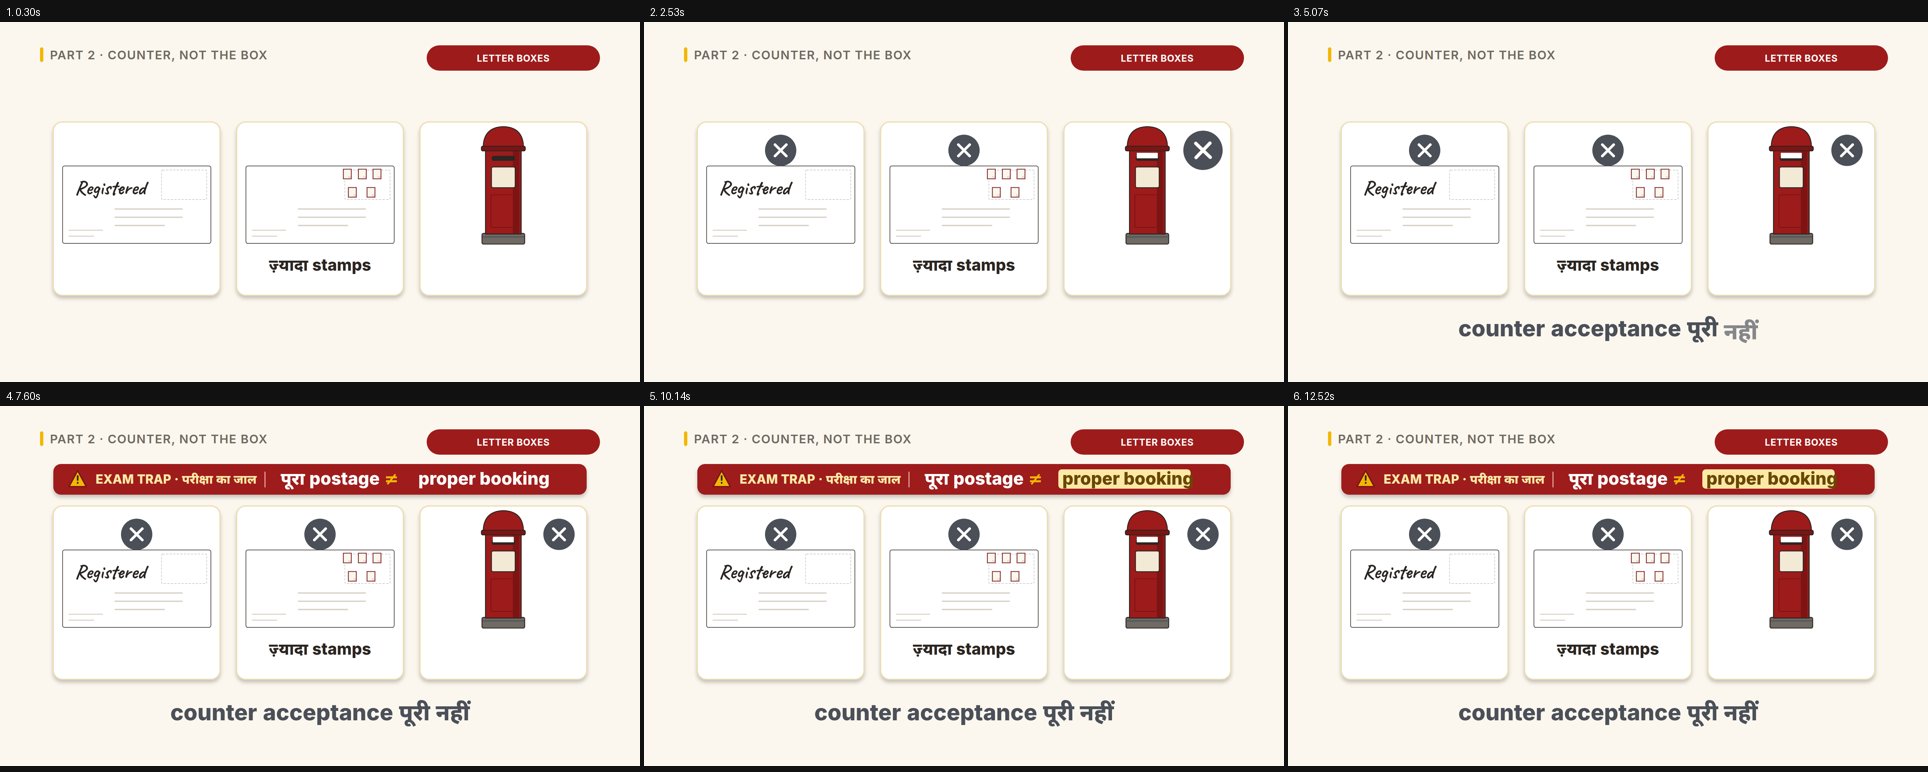 1. 0.30s
PART 2 · COUNTER, NOT THE BOX
LETTER BOXES
Registered
ज़्यादा stamps
2. 2.53s
PART 2 · COUNTER, NOT THE BOX
LETTER BOXES
Registered
ज़्यादा stamps
3. 5.07s
PART 2 · COUNTER, NOT THE BOX
LETTER BOXES
Registered
ज़्यादा stamps
counter acceptance पूरी नहीं
4. 7.60s
PART 2 · COUNTER, NOT THE BOX
LETTER BOXES
EXAM TRAP · परीक्षा का जाल | पूरा postage ≠ proper booking
Registered
ज़्यादा stamps
counter acceptance पूरी नहीं
5. 10.14s
PART 2 · COUNTER, NOT THE BOX
LETTER BOXES
EXAM TRAP · परीक्षा का जाल | पूरा postage ≠ proper booking
Registered
ज़्यादा stamps
counter acceptance पूरी नहीं
6. 12.52s
PART 2 · COUNTER, NOT THE BOX
LETTER BOXES
EXAM TRAP · परीक्षा का जाल | पूरा postage ≠ proper booking
Registered
ज़्यादा stamps
counter acceptance पूरी नहीं